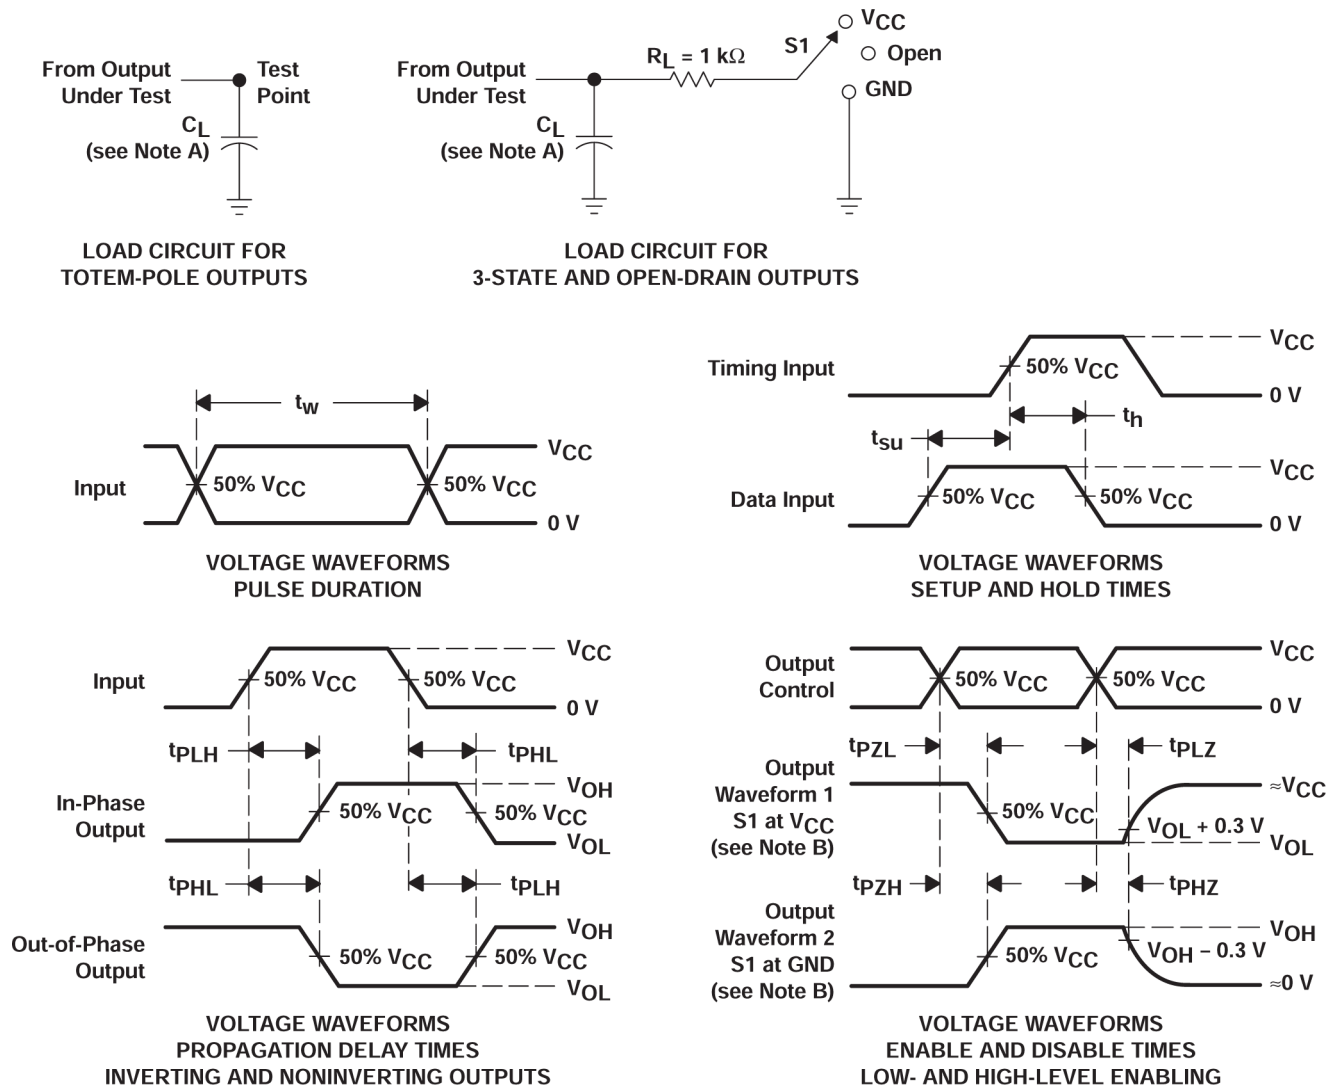 From Output
Under Test
Test
Point
CL
(see Note A)
LOAD CIRCUIT FOR
TOTEM-POLE OUTPUTS
From Output
Under Test
RL = 1 kΩ
S1
VCC
Open
GND
CL
(see Note A)
LOAD CIRCUIT FOR
3-STATE AND OPEN-DRAIN OUTPUTS
tw
Input
50% VCC
50% VCC
VCC
0 V
VOLTAGE WAVEFORMS
PULSE DURATION
Timing Input
50% VCC
VCC
0 V
th
tsu
Data Input
50% VCC
50% VCC
VCC
0 V
VOLTAGE WAVEFORMS
SETUP AND HOLD TIMES
Input
50% VCC
50% VCC
VCC
0 V
tPLH
tPHL
In-Phase
Output
50% VCC
50% VCC
VOH
VOL
tPHL
tPLH
Out-of-Phase
Output
50% VCC
50% VCC
VOH
VOL
VOLTAGE WAVEFORMS
PROPAGATION DELAY TIMES
INVERTING AND NONINVERTING OUTPUTS
Output
Control
50% VCC
50% VCC
VCC
0 V
tPZL
tPLZ
Output
Waveform 1
S1 at VCC
(see Note B)
50% VCC
≈VCC
VOL + 0.3 V
VOL
tPZH
tPHZ
Output
Waveform 2
S1 at GND
(see Note B)
50% VCC
VOH
VOH − 0.3 V
≈0 V
VOLTAGE WAVEFORMS
ENABLE AND DISABLE TIMES
LOW- AND HIGH-LEVEL ENABLING